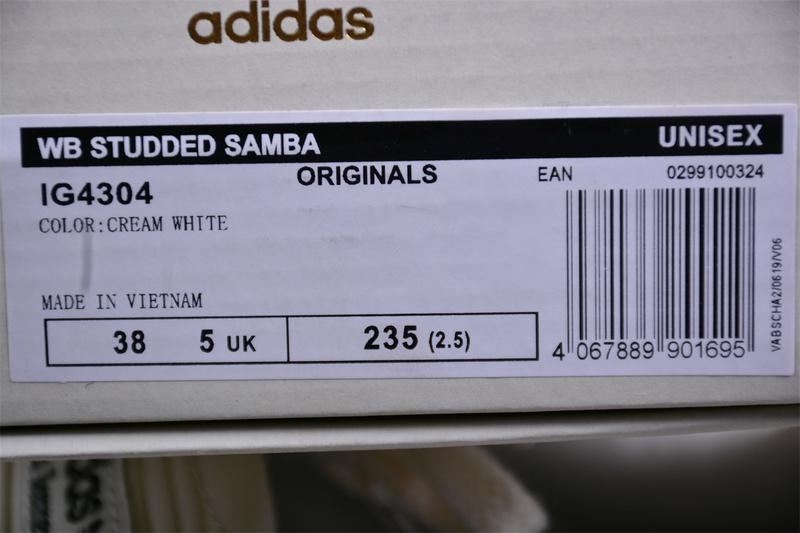 adidas
WB STUDDED SAMBA
UNISEX
IG4304
ORIGINALS
EAN
0299100324
COLOR:CREAM WHITE
MADE IN VIETNAM
38 5 UK 235 (2.5)
4 067889 901695
VABSCHA2/0619/V06